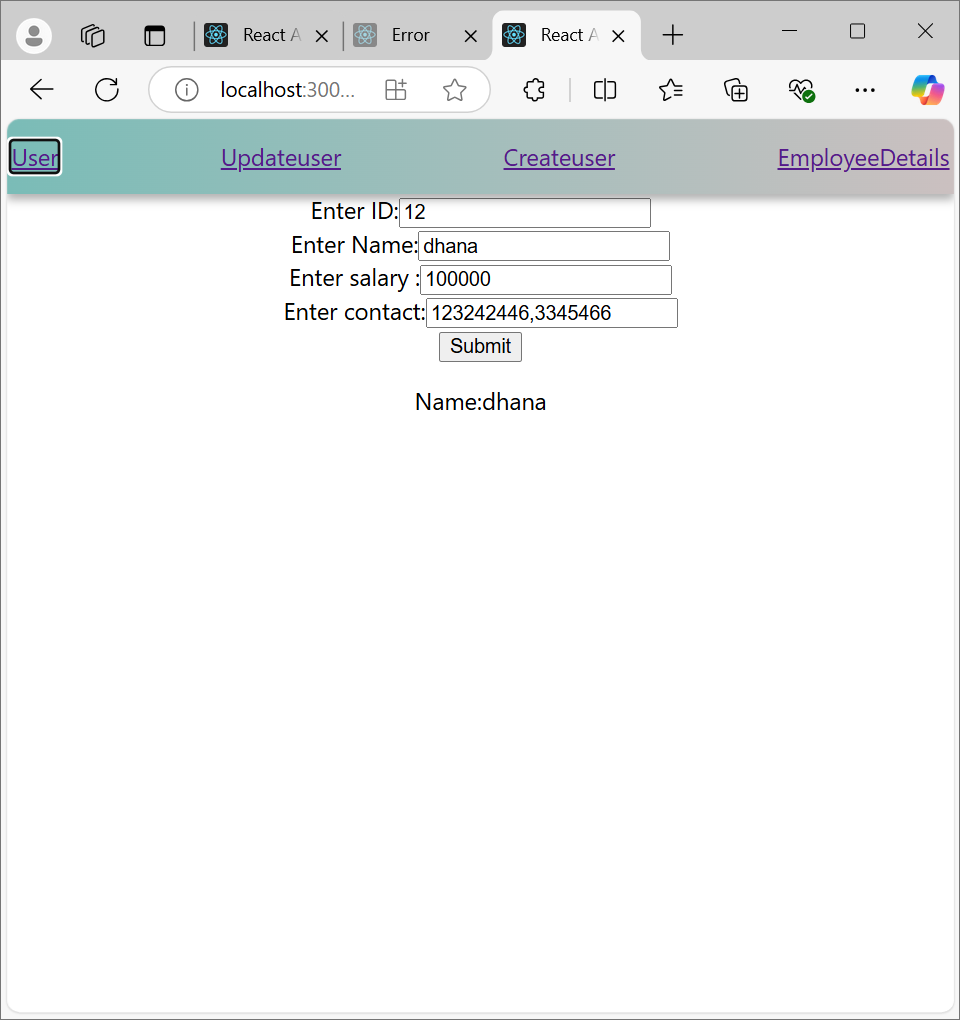 React A
Error
React A
localhost:300...
User
Updateuser
Createuser
EmployeeDetails
Enter ID:12
Enter Name:dhana
Enter salary :100000
Enter contact:123242446,3345466
Submit
Name:dhana